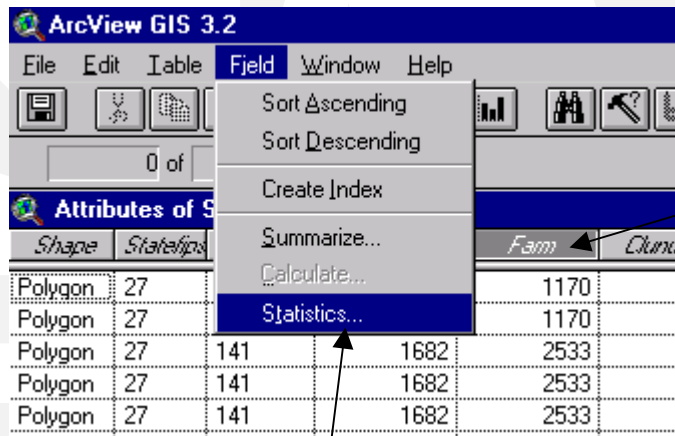 ArcView GIS 3.2
File Edit Table Field Window Help
Sort Ascending
Sort Descending
0 of
Create Index
Attributes of S
Summarize...
Shape Statefips Farm
Calculate...
Polygon 27 1170
Statistics...
Polygon 27 1170
Polygon 27 141 1682 2533
Polygon 27 141 1682 2533
Polygon 27 141 1682 2533